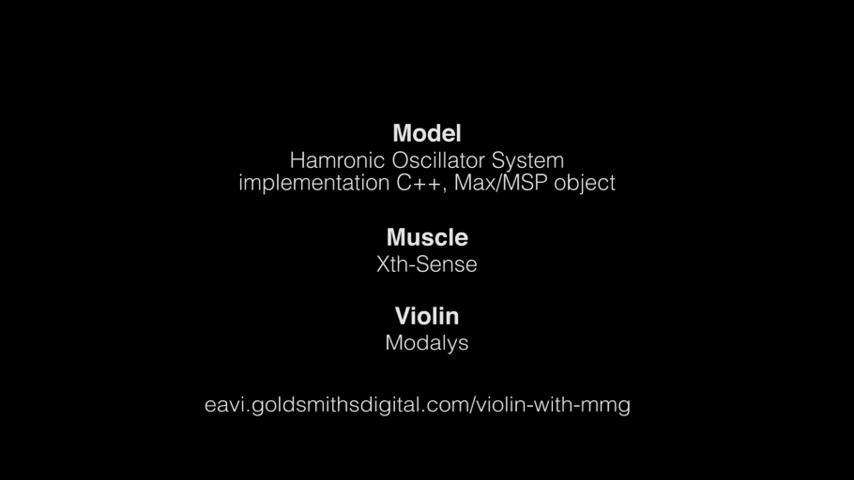 Model
Hamronic Oscillator System
implementation C++, Max/MSP object
Muscle
Xth-Sense
Violin
Modalys
eavi.goldsmithsdigital.com/violin-with-mmg